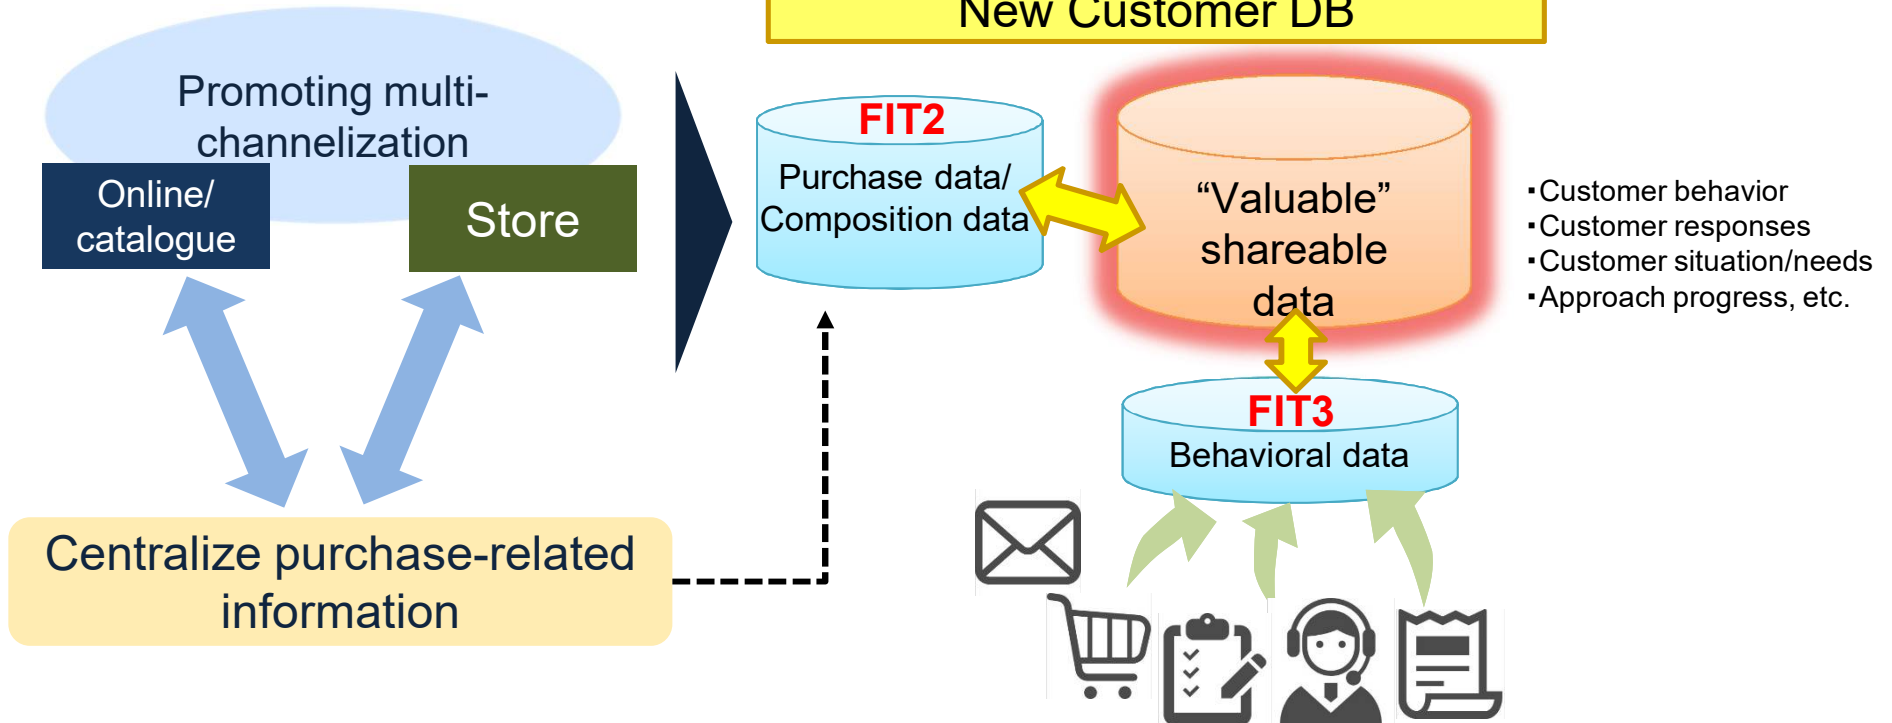 New Customer DB
Promoting multi-
channelization
Online/
catalogue
Store
Centralize purchase-related
information
FIT2
Purchase data/
Composition data
“Valuable”
shareable
data
FIT3
Behavioral data
･Customer behavior
･Customer responses
･Customer situation/needs
･Approach progress, etc.